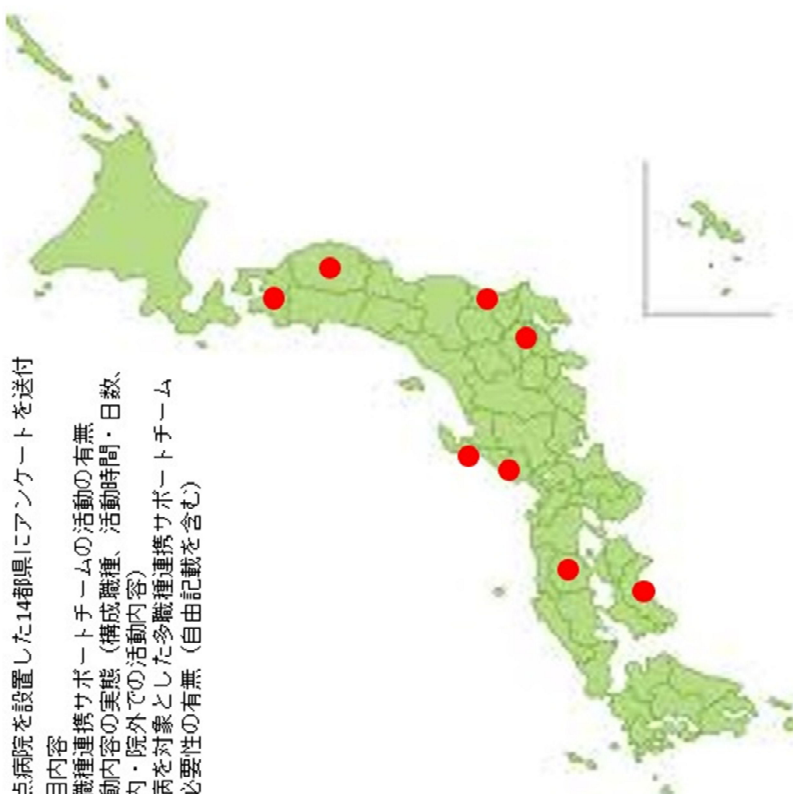 点病院を設置した14都県にアンケートを送付
目内容
職種連携サポートチームの活動の有無
動内容の実態（構成職種、活動時間・日数、
内・院外での活動内容）
病を対象とした多職種連携サポートチーム
必要性の有無（自由記載を含む）